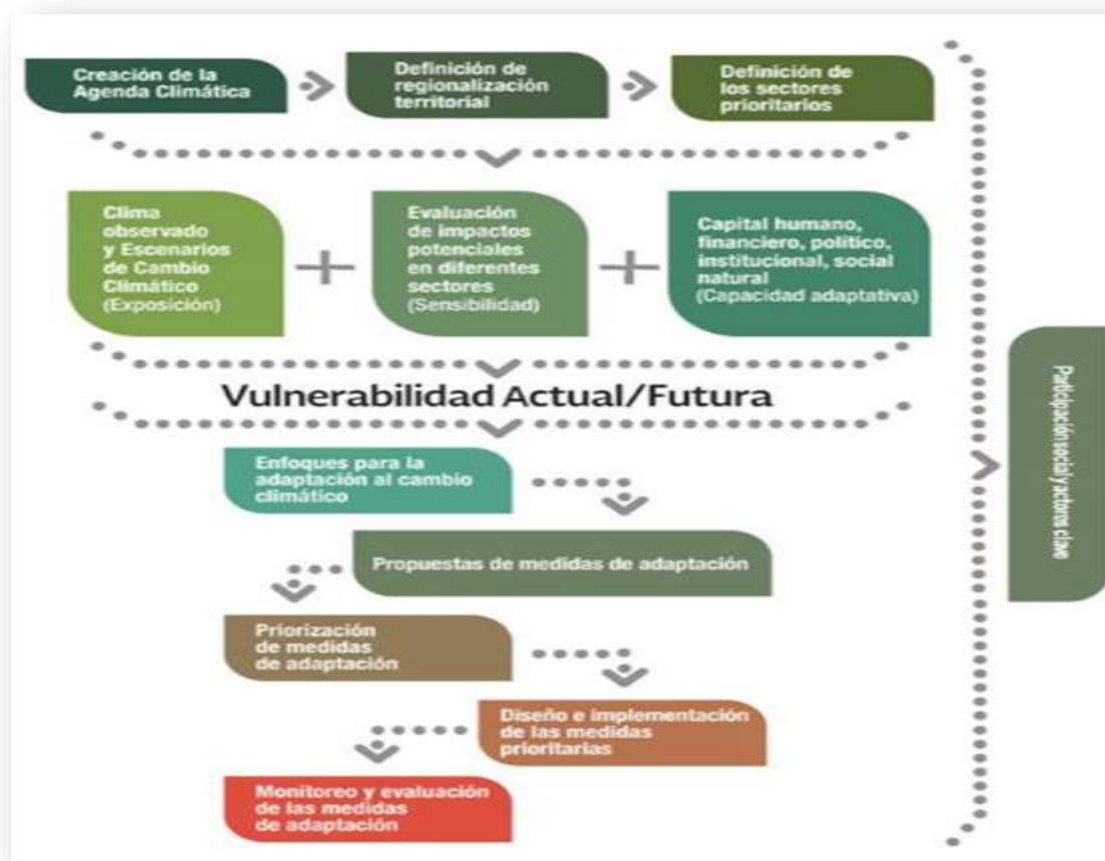 Creación de la
Agenda Climática
Definición de
regionalización
territorial
Definición de
los sectores
prioritarios
Clima
observado
y Escenarios
de Cambio
Climático
(Exposición)
Evaluación
de impactos
potenciales
en diferentes
sectores
(Sensibilidad)
Capital humano,
financiero, político,
institucional, social
natural
(Capacidad adaptativa)
Vulnerabilidad Actual/Futura
Enfoques para la
adaptación al cambio
climático
Propuestas de medidas de adaptación
Priorización
de medidas
de adaptación
Diseño e implementación
de las medidas
prioritarias
Monitoreo y evaluación
de las medidas
de adaptación
Participación social y actores clave